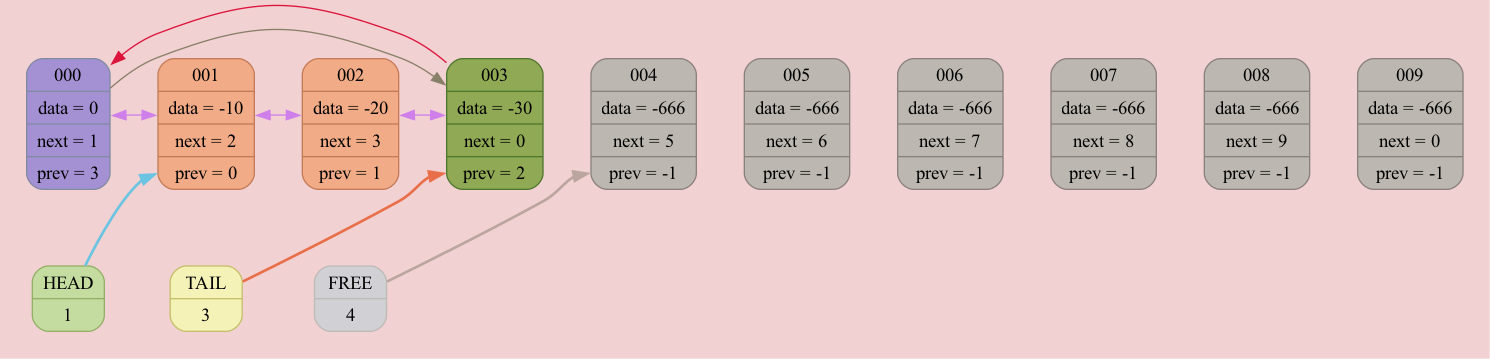 000
data = 0
next = 1
prev = 3
001
data = -10
next = 2
prev = 0
002
data = -20
next = 3
prev = 1
003
data = -30
next = 0
prev = 2
004
data = -666
next = 5
prev = -1
005
data = -666
next = 6
prev = -1
006
data = -666
next = 7
prev = -1
007
data = -666
next = 8
prev = -1
008
data = -666
next = 9
prev = -1
009
data = -666
next = 0
prev = -1
HEAD
1
TAIL
3
FREE
4